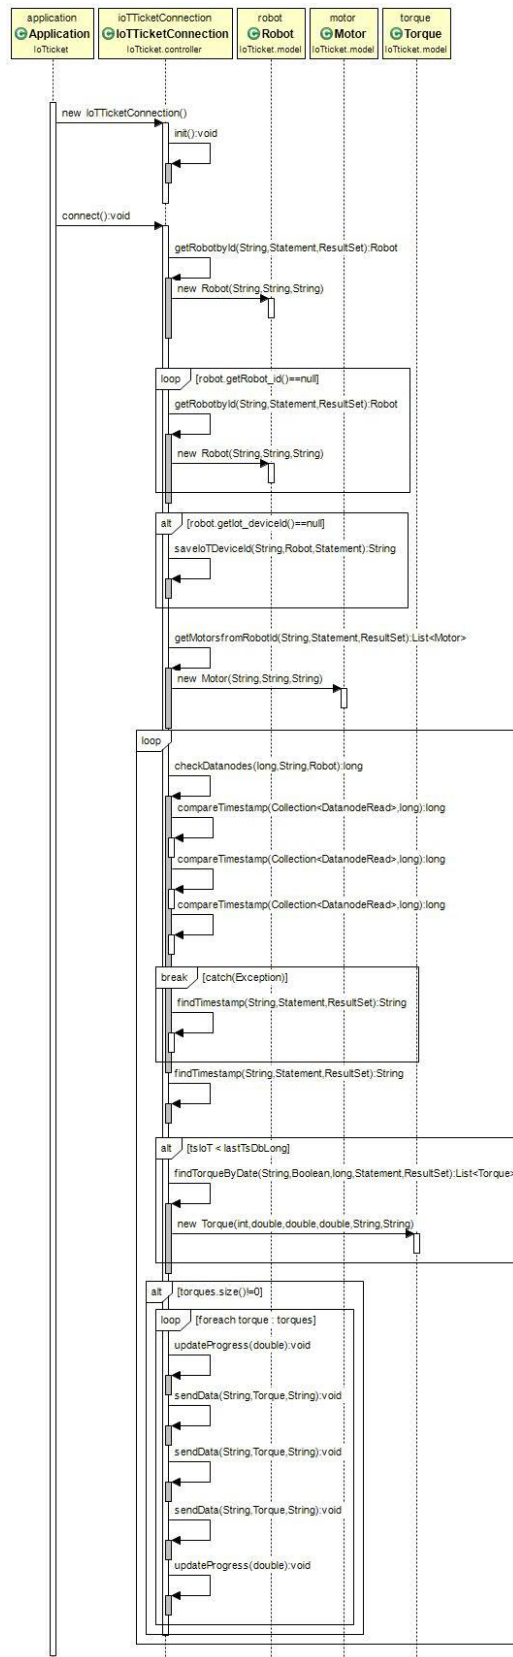 application
ioTTicketConnection
robot
motor
torque
C Application
C IoTTicketConnection
C Robot
C Motor
C Torque
IoTticket
IoTticket.controller
IoTticket.model
IoTticket.model
IoTticket.model
new IoTTicketConnection()
init():void
connect():void
getRobotbyId(String,Statement,ResultSet):Robot
new Robot(String,String,String)
loop [robot.getRobot_id()==null]
getRobotbyId(String,Statement,ResultSet):Robot
new Robot(String,String,String)
alt [robot.getIot_deviceId()==null]
saveIoTDeviceId(String,Robot,Statement):String
getMotorsfromRobotId(String,Statement,ResultSet):List<Motor>
new Motor(String,String,String)
loop
checkDatanodes(long,String,Robot):long
compareTimestamp(Collection<DatanodeRead>,long):long
compareTimestamp(Collection<DatanodeRead>,long):long
compareTimestamp(Collection<DatanodeRead>,long):long
break [catch(Exception)]
findTimestamp(String,Statement,ResultSet):String
findTimestamp(String,Statement,ResultSet):String
alt [tsIoT < lastTsDbLong]
findTorqueByDate(String,Boolean,long,Statement,ResultSet):List<Torque>
new Torque(int,double,double,double,String,String)
alt [torques.size()!=0]
loop [foreach torque : torques]
updateProgress(double):void
sendData(String,Torque,String):void
sendData(String,Torque,String):void
sendData(String,Torque,String):void
updateProgress(double):void